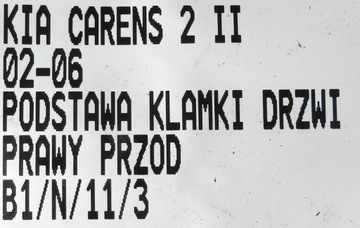 KIA CARENS 2 II
02-06
PODSTAWA KLAMKI DRZWI
PRAWY PRZOD
B1/N/11/3